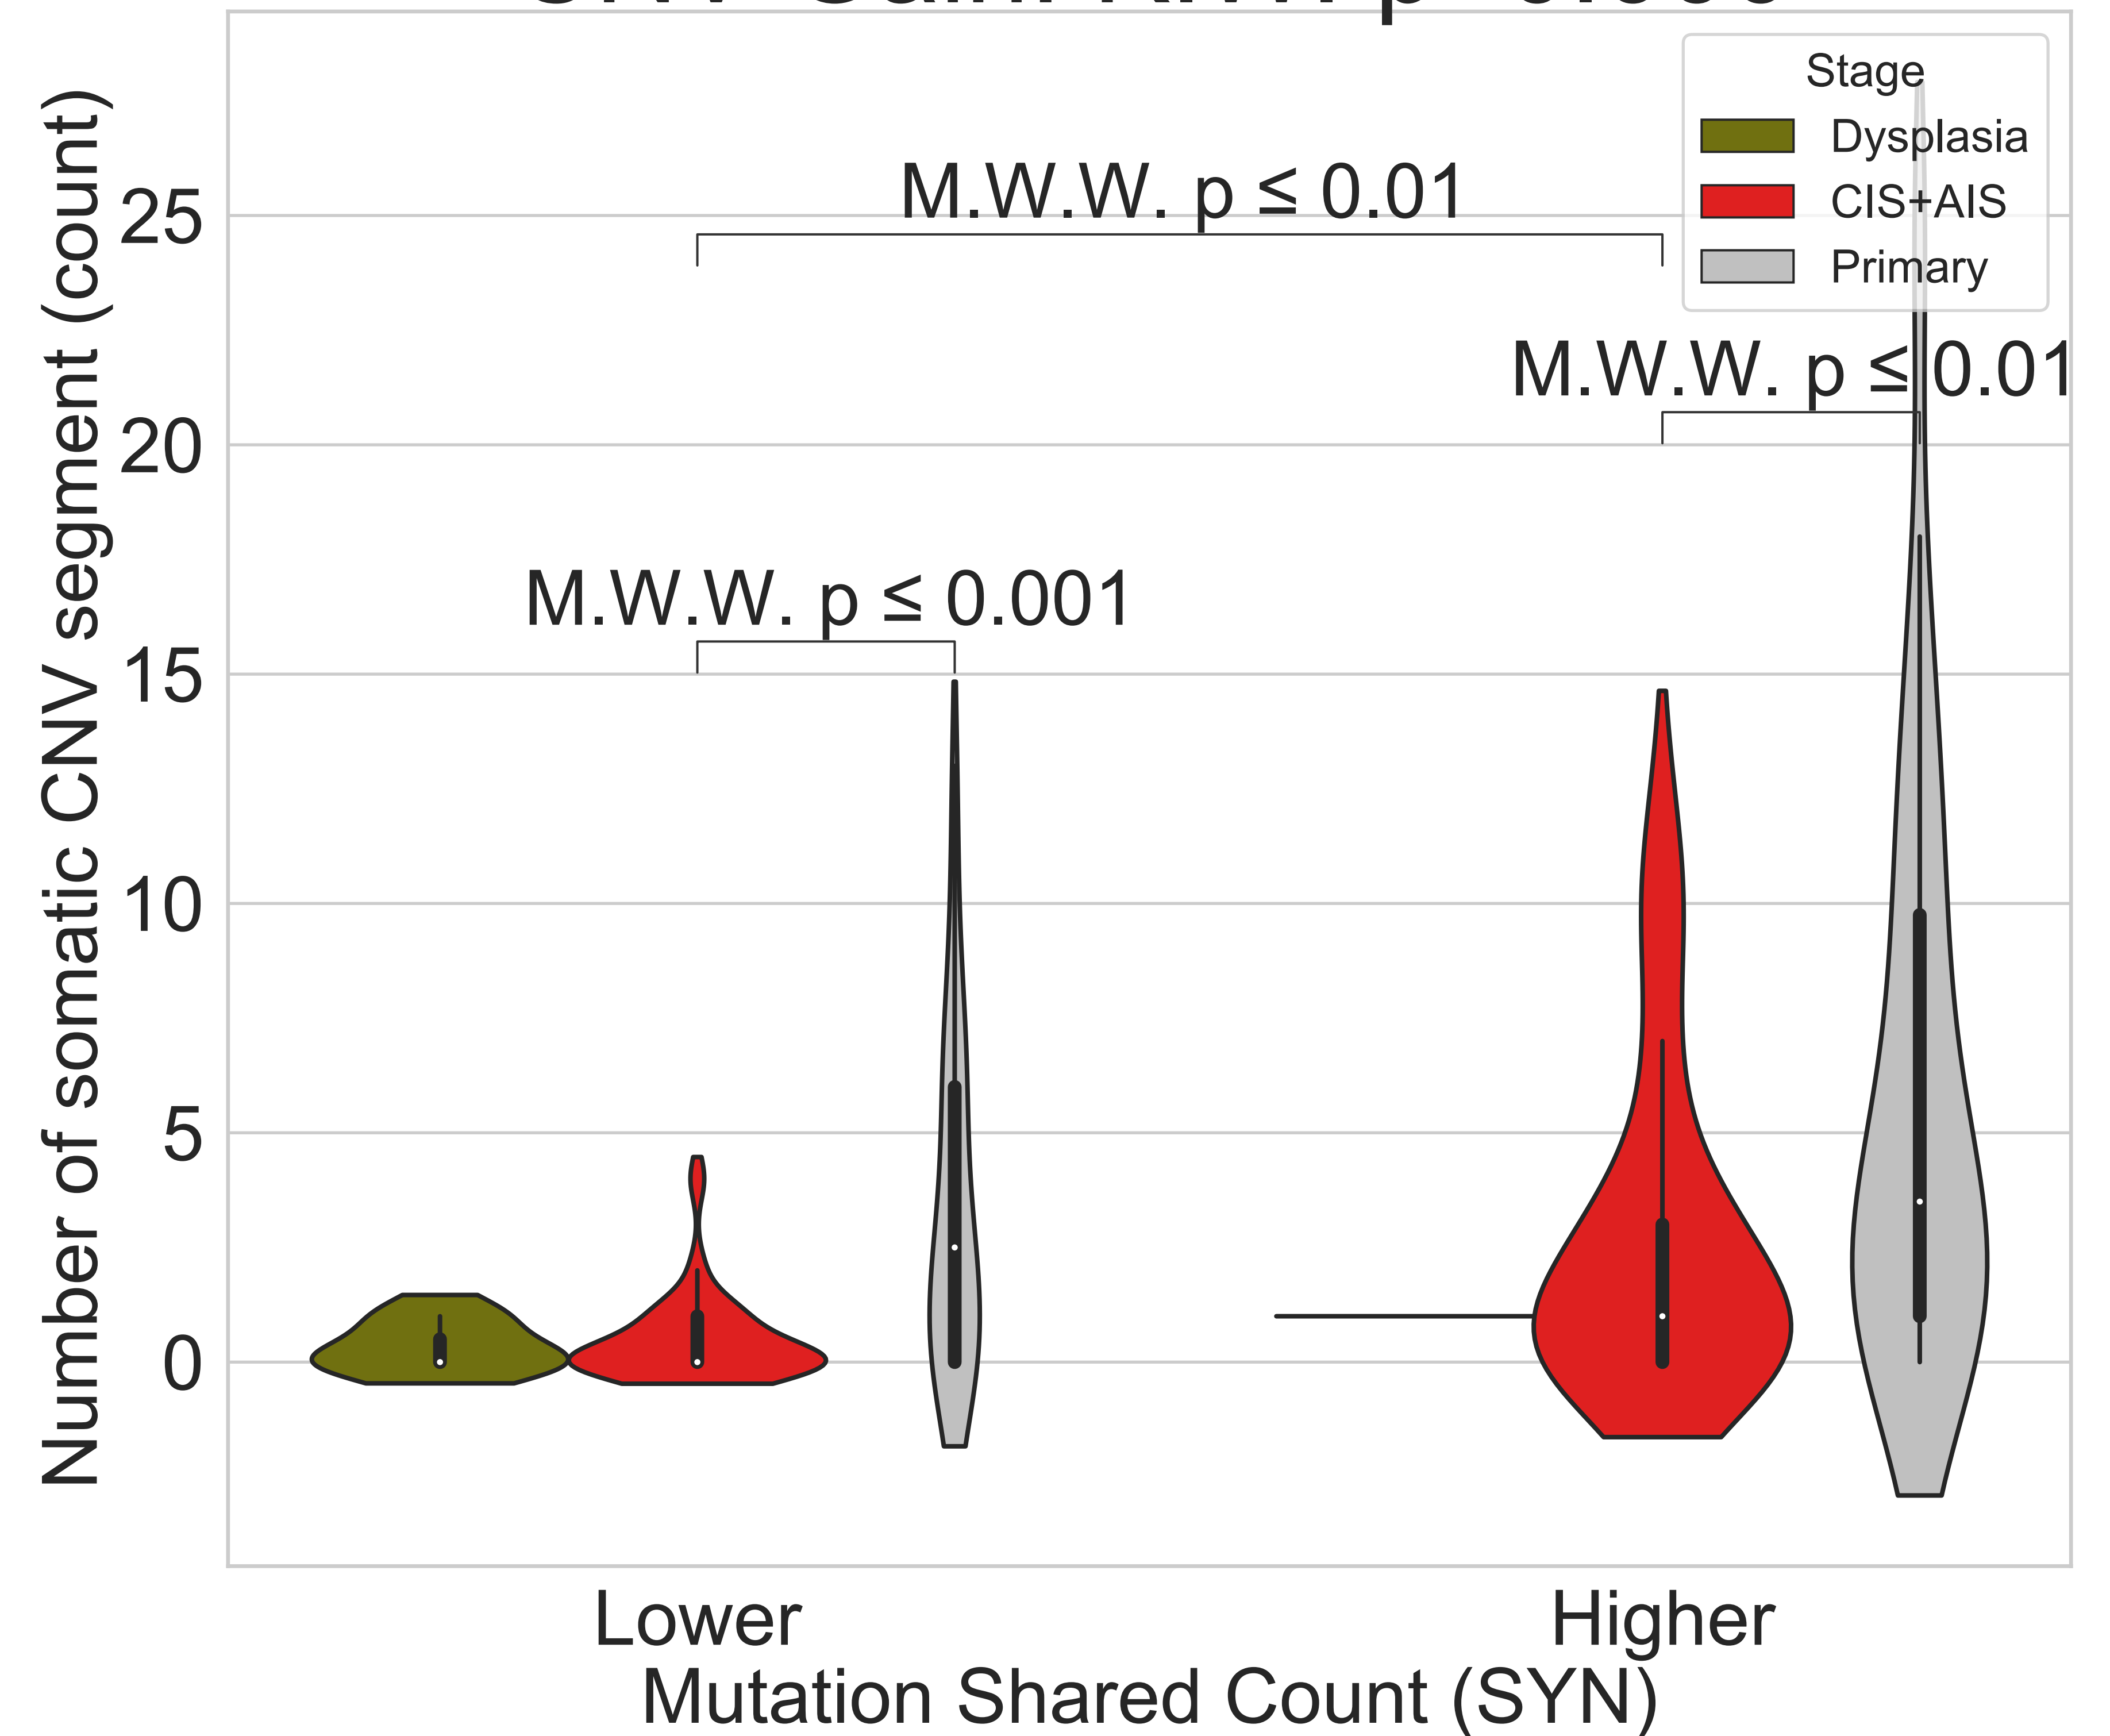 Stage
Dysplasia
CIS+AIS
Primary
M.W.W. p ≤ 0.01
M.W.W. p ≤ 0.01
M.W.W. p ≤ 0.001
Number of somatic CNV segment (count)
25
20
15
10
5
0
Lower
Higher
Mutation Shared Count (SYN)